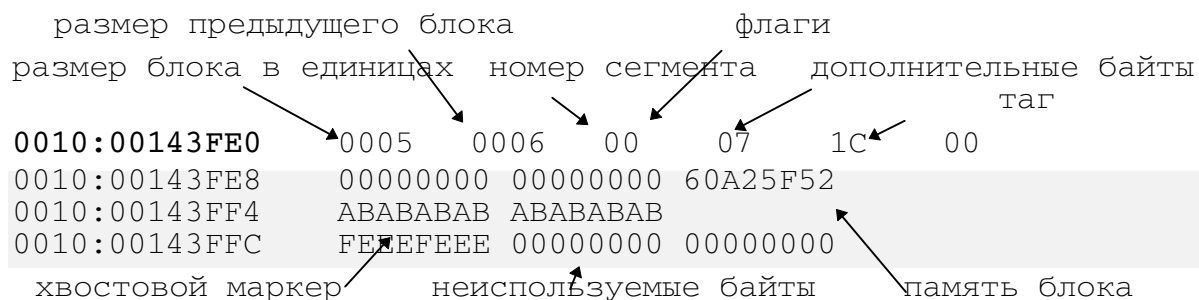 размер предыдущего блока флаги
размер блока в единицах номер сегмента дополнительные байты
таг
0010:00143FE0 0005 0006 00 07 1C 00
0010:00143FE8 00000000 00000000 60A25F52
0010:00143FF4 ABABABAB ABABABAB
0010:00143FFC FEEEFEEE 00000000 00000000
хвостовой маркер неиспользуемые байты память блока